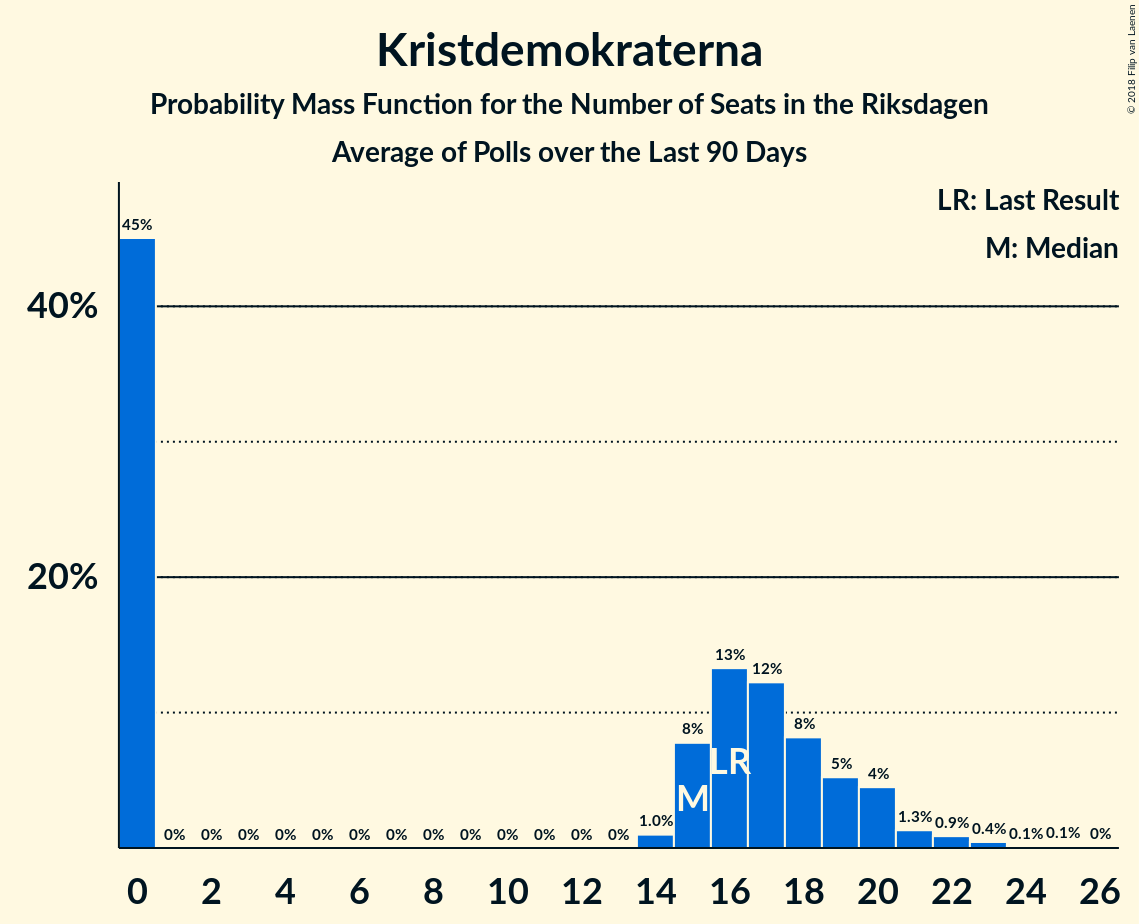 Kristdemokraterna
Probability Mass Function for the Number of Seats in the Riksdagen
Average of Polls over the Last 90 Days
© 2018 Filip van Laenen
LR: Last Result
M: Median
45%
40%
20%
0% 0% 0% 0% 0% 0% 0% 0% 0% 0% 0% 0% 0% 1.0% 8% 13% 12% 8% 5% 4% 1.3% 0.9% 0.4% 0.1% 0.1% 0%
LR
M
0 2 4 6 8 10 12 14 16 18 20 22 24 26